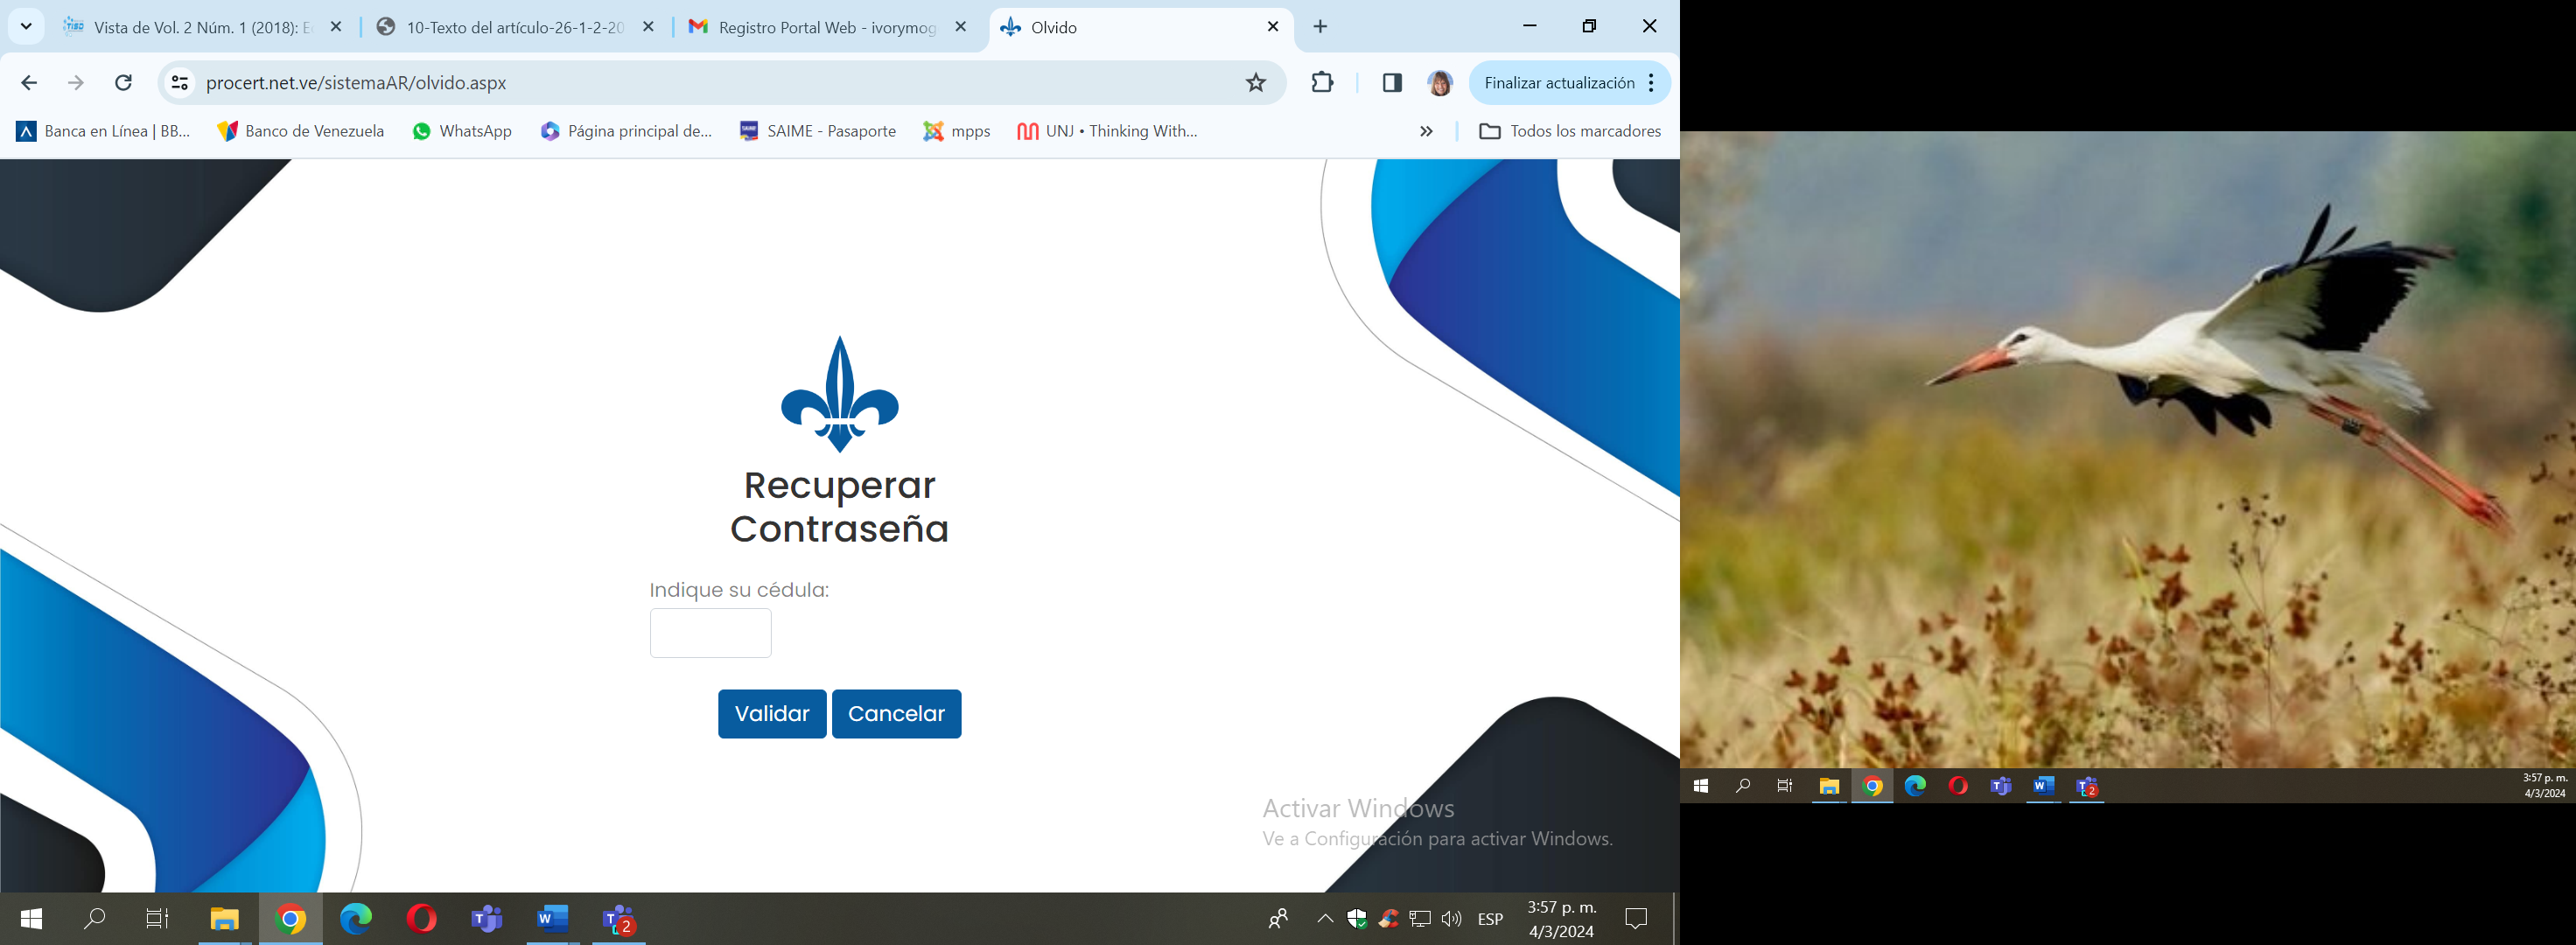 Vista de Vol. 2 Núm. 1 (2018): E
10-Texto del artículo-26-1-2-20
Registro Portal Web - ivorymog
Olvido
procert.net.ve/sistemaAR/olvido.aspx
Finalizar actualización
Banca en Línea | BB...
Banco de Venezuela
WhatsApp
Página principal de...
SAIME - Pasaporte
mpps
UNJ • Thinking With...
Todos los marcadores
Recuperar
Contraseña
Indique su cédula:
Validar
Cancelar
Activar Windows
Ve a Configuración para activar Windows.
2
ESP
3:57 p. m.
4/3/2024
2
3:57 p. m.
4/3/2024